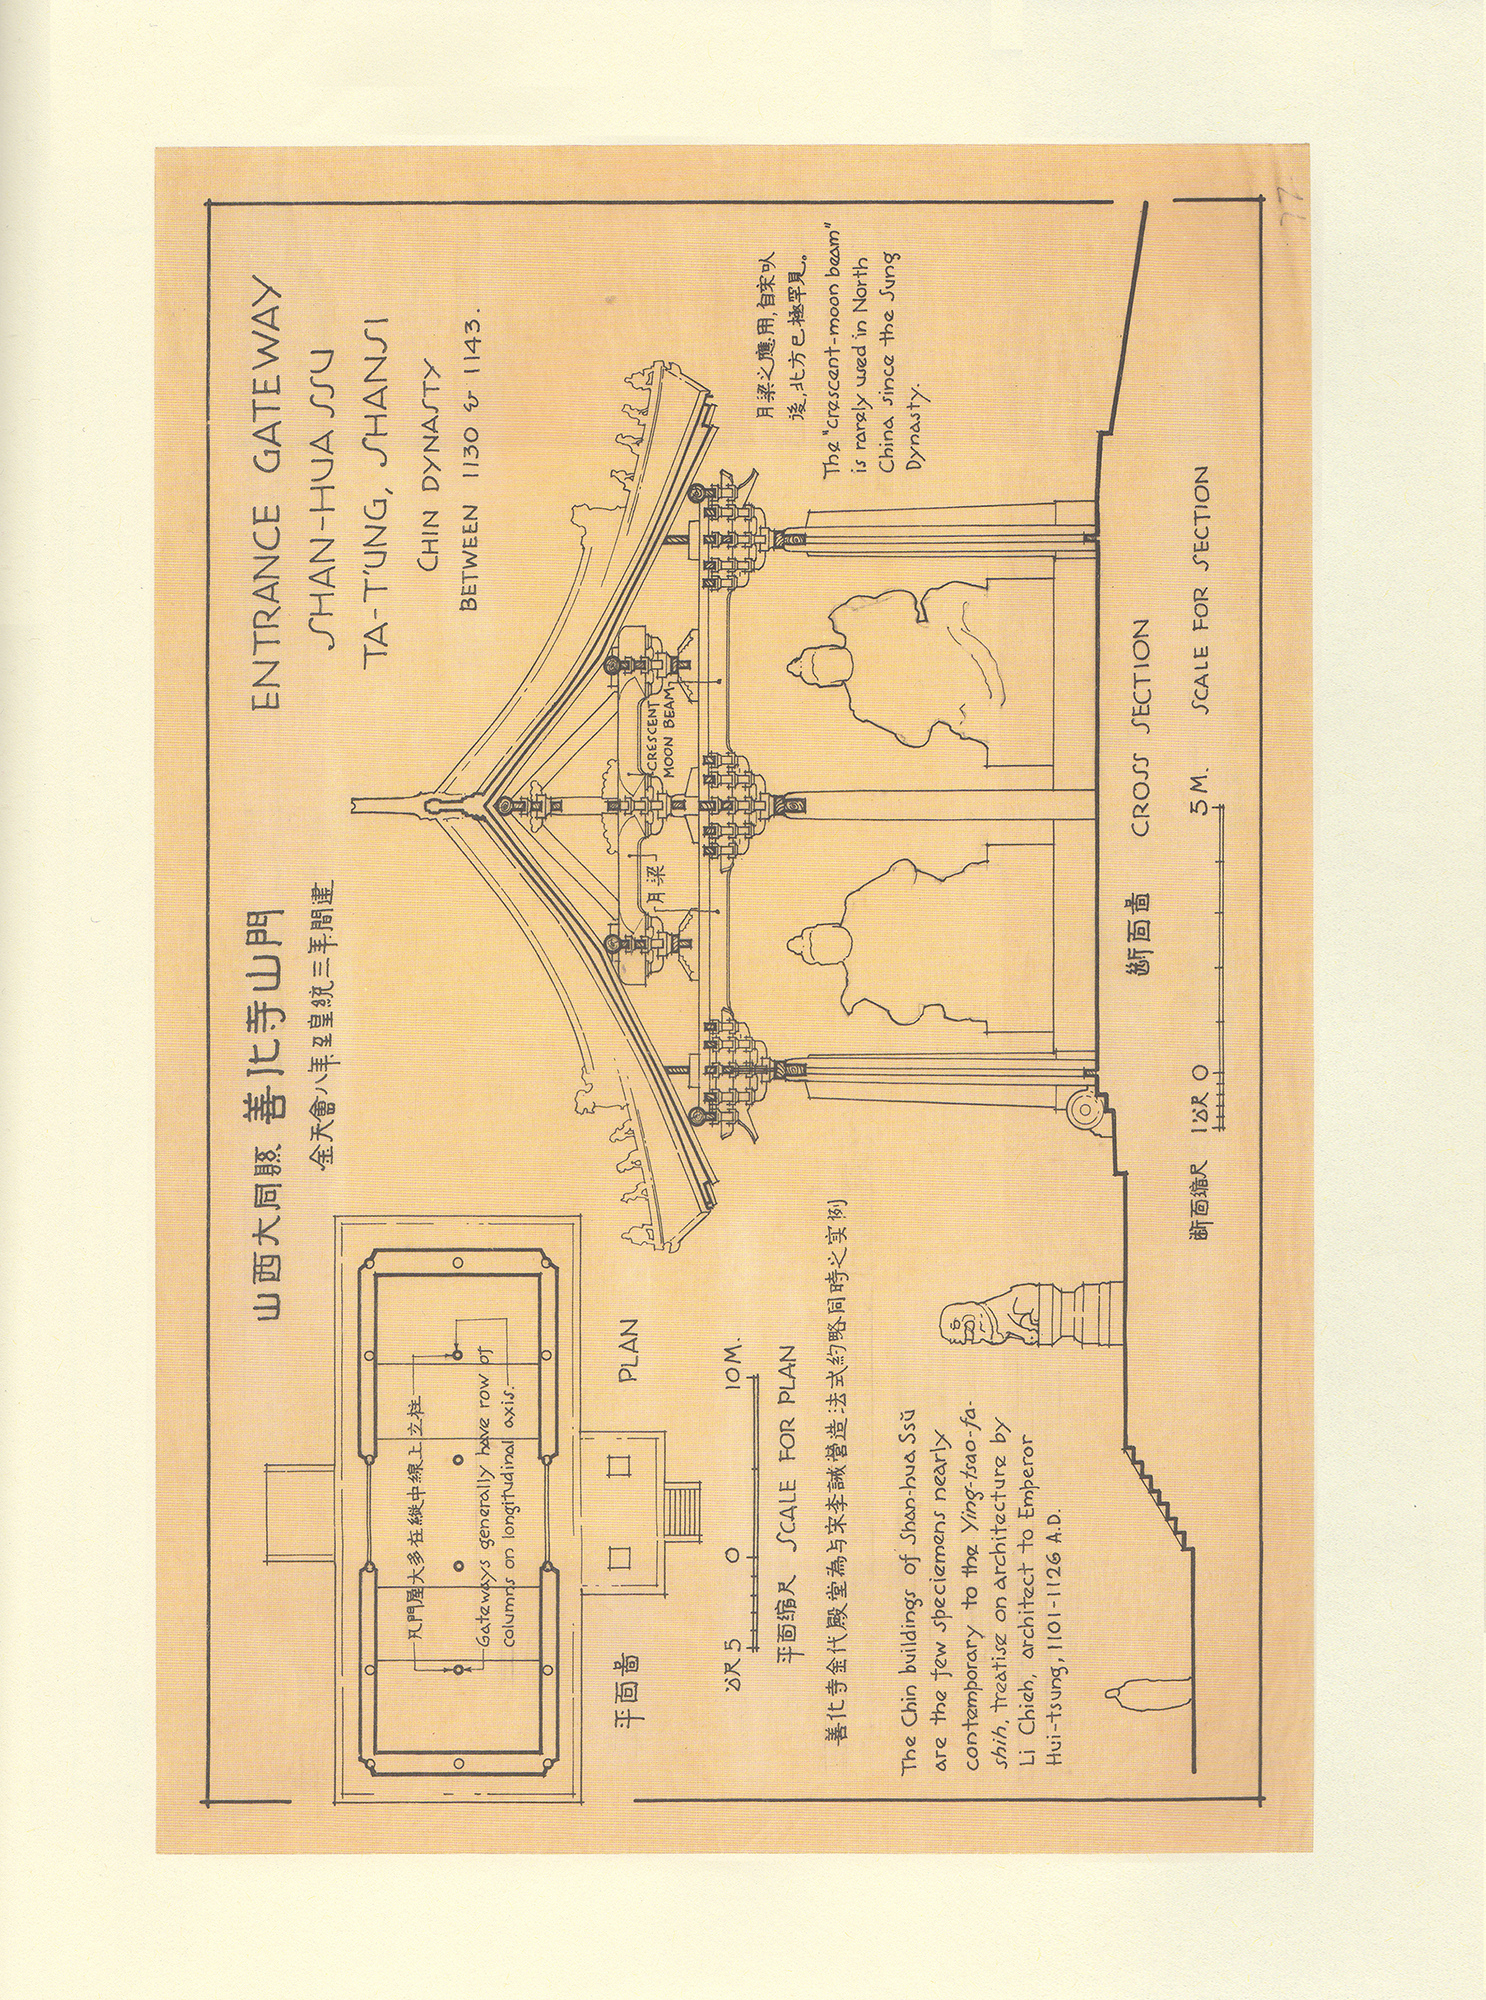 山西大同縣 善化寺山門
金天會八年至皇統三年間建
ENTRANCE GATEWAY
SHAN-HUA SSU
TA-T'UNG, SHANSI
CHIN DYNASTY
BETWEEN 1130 & 1143.
凡門屋大多在縱中線上立柱
Gateways generally have row of
columns on longitudinal axis.
平面圖 PLAN
公尺 5 0 10M.
平面缩尺 SCALE FOR PLAN
善化寺金代殿堂為与宋李誡營造法式約略同時之实例
The Chin buildings of Shan-hua Ssŭ
are the few speciemens nearly
contemporary to the Ying-tsao-fa-
shih, treatise on architecture by
Li Chieh, architect to Emperor
Hui-tsung, 1101-1126 A.D.
月梁
CRESCENT
MOON BEAM
月梁之應用,自宋以
後,北方已極罕見。
The "crescent-moon beam"
is rarely used in North
China since the Sung
Dynasty.
断面圖 CROSS SECTION
断面缩尺 1公尺 0 5 M. SCALE FOR SECTION
77